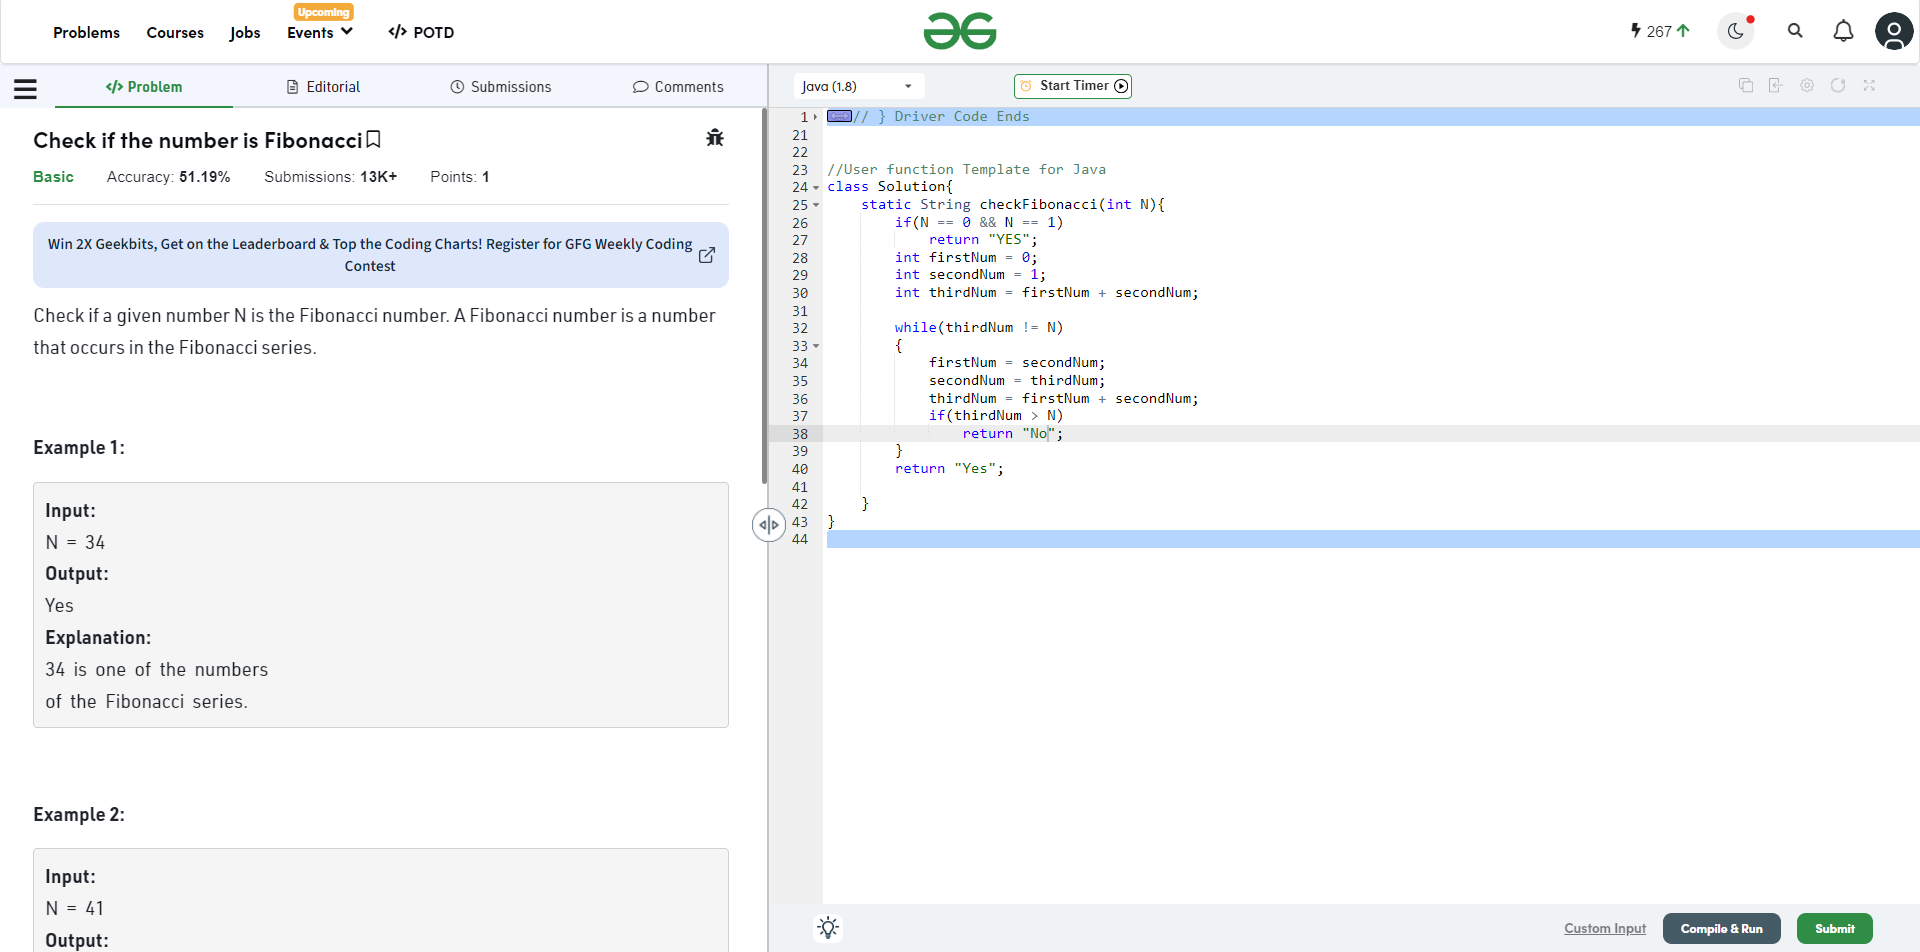 Problems Courses Jobs Events POTD
Upcoming
267
Problem Editorial Submissions Comments
Check if the number is Fibonacci
Basic Accuracy: 51.19% Submissions: 13K+ Points: 1
Win 2X Geekbits, Get on the Leaderboard & Top the Coding Charts! Register for GFG Weekly Coding
Contest
Check if a given number N is the Fibonacci number. A Fibonacci number is a number
that occurs in the Fibonacci series.
Example 1:
Input:
N = 34
Output:
Yes
Explanation:
34 is one of the numbers
of the Fibonacci series.
Example 2:
Input:
N = 41
Output:
Java (1.8) Start Timer
1 // } Driver Code Ends
21
22
23 //User function Template for Java
24 class Solution{
25 static String checkFibonacci(int N){
26 if(N == 0 && N == 1)
27 return "YES";
28 int firstNum = 0;
29 int secondNum = 1;
30 int thirdNum = firstNum + secondNum;
31
32 while(thirdNum != N)
33 {
34 firstNum = secondNum;
35 secondNum = thirdNum;
36 thirdNum = firstNum + secondNum;
37 if(thirdNum > N)
38 return "No";
39 }
40 return "Yes";
41
42 }
43 }
44
Custom Input Compile & Run Submit